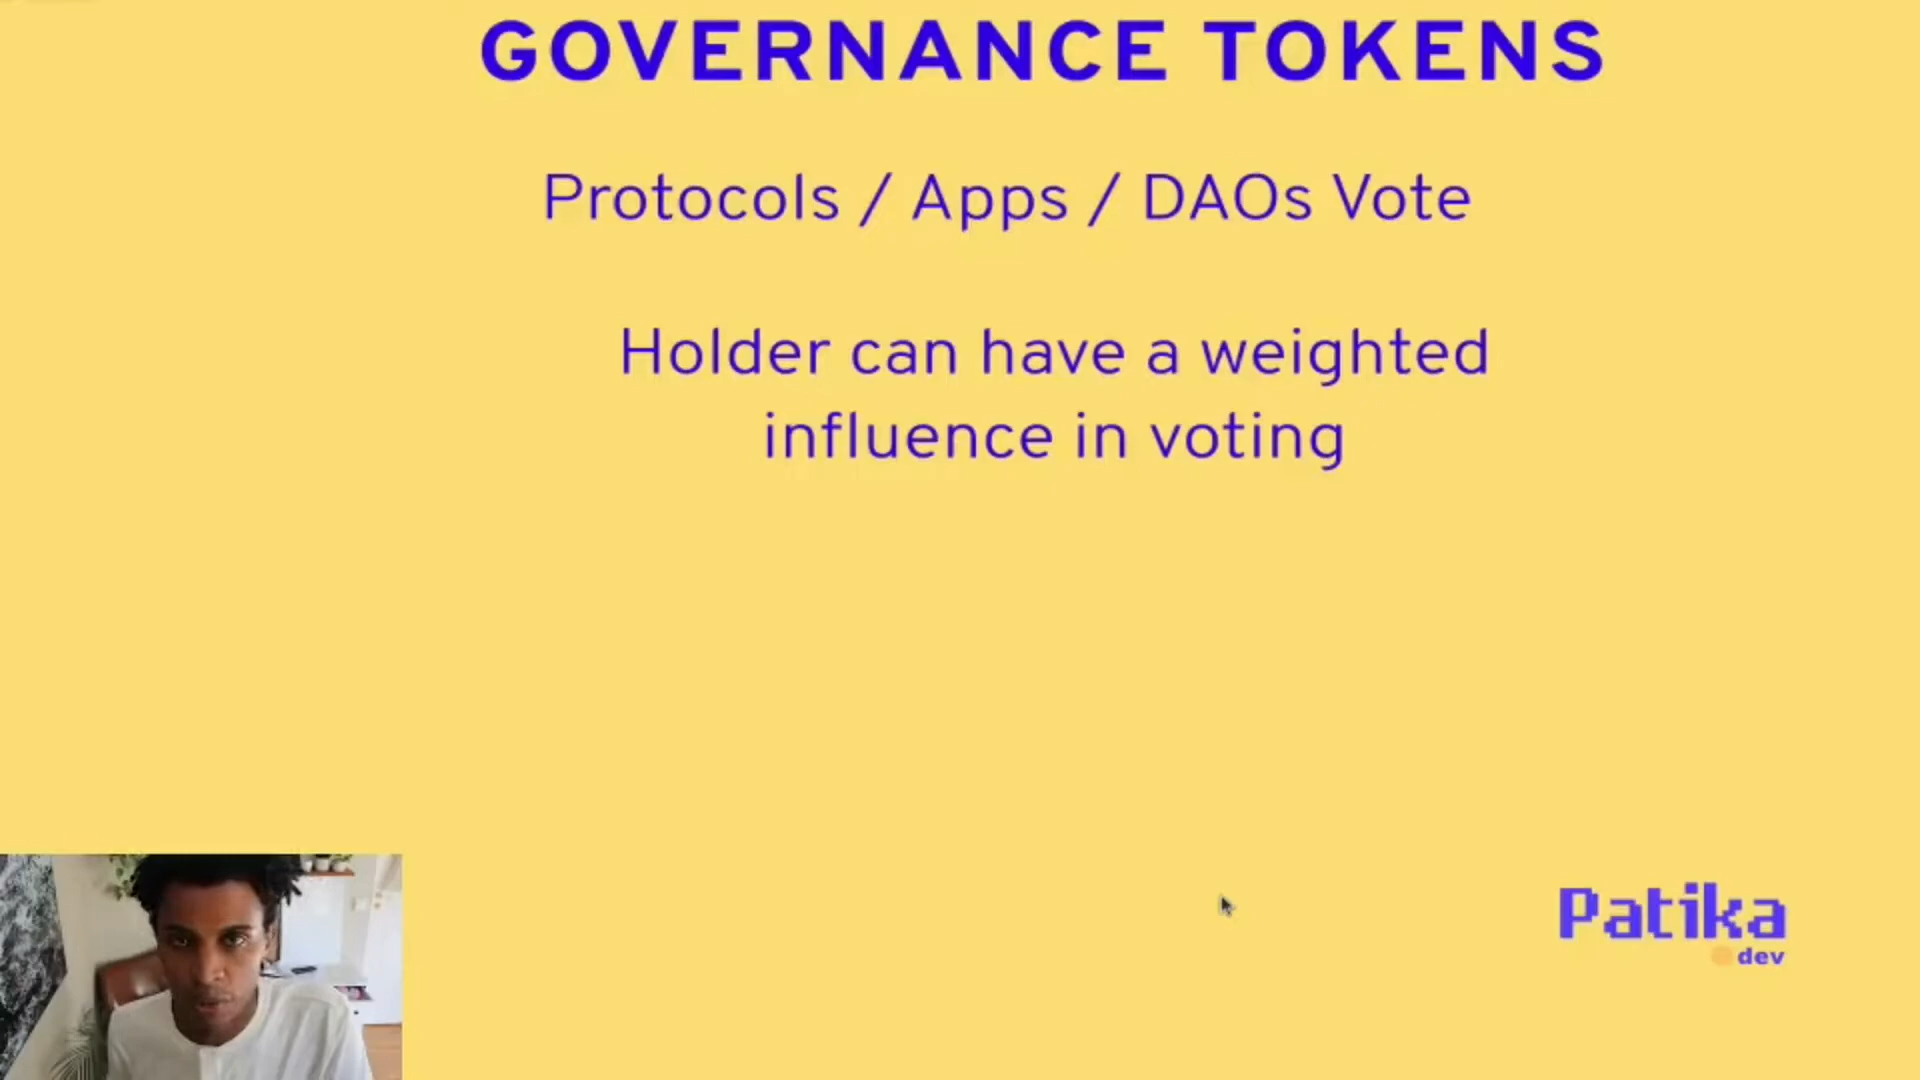 GOVERNANCE TOKENS
Protocols / Apps / DAOs Vote
Holder can have a weighted
influence in voting
Patika
dev